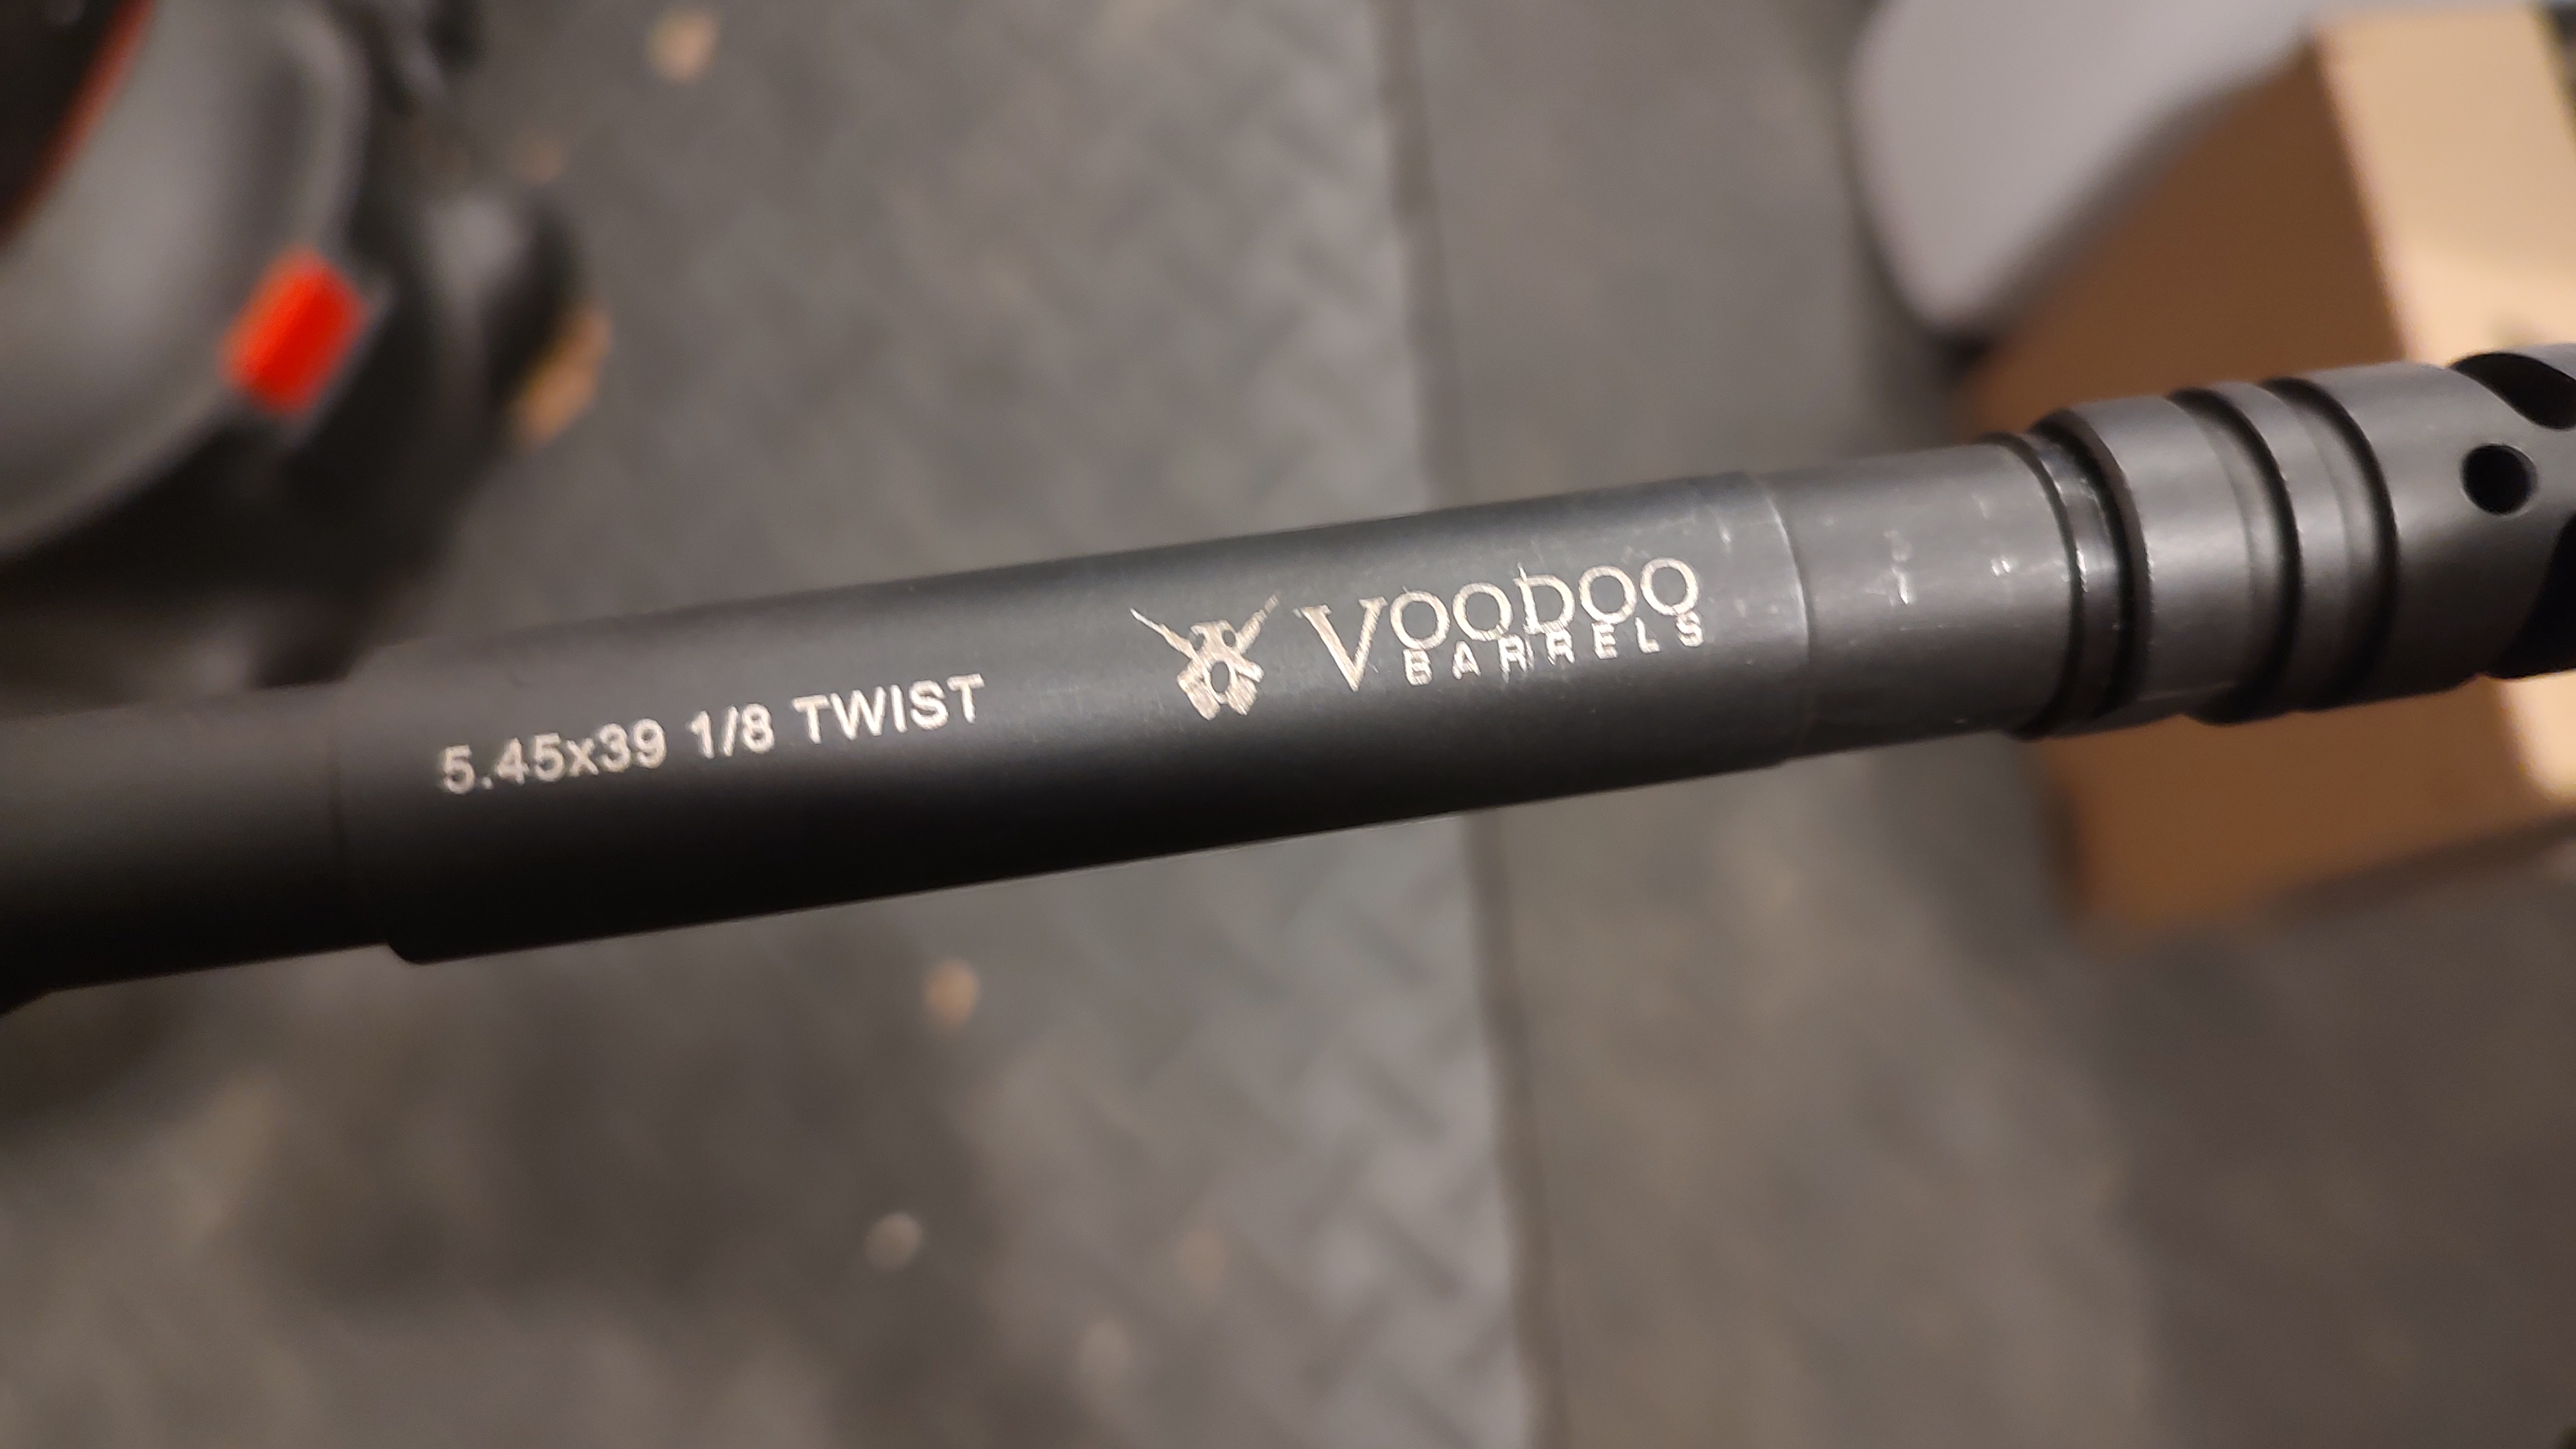 5.45x39 1/8 TWIST
VOODOO
BARRELS